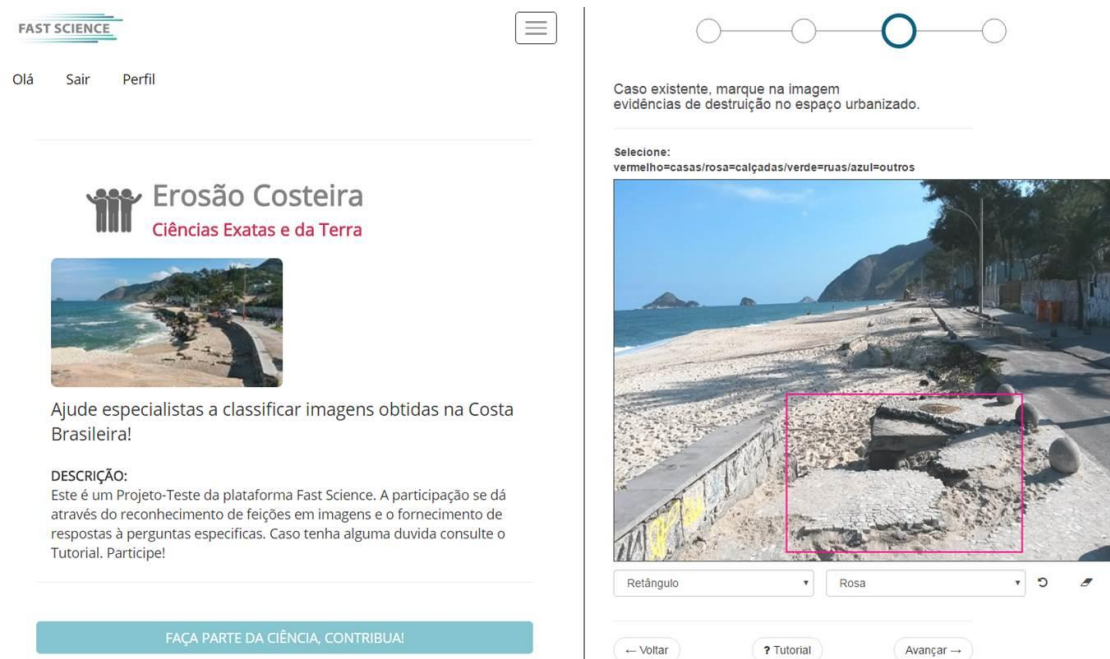 FAST SCIENCE
Olá Sair Perfil
Erosão Costeira
Ciências Exatas e da Terra
Ajude especialistas a classificar imagens obtidas na Costa
Brasileira!
DESCRIÇÃO:
Este é um Projeto-Teste da plataforma Fast Science. A participação se dá
através do reconhecimento de feições em imagens e o fornecimento de
respostas à perguntas especificas. Caso tenha alguma duvida consulte o
Tutorial. Participe!
FAÇA PARTE DA CIÊNCIA, CONTRIBUA!
Caso existente, marque na imagem
evidências de destruição no espaço urbanizado.
Selecione:
vermelho=casas/rosa=calçadas/verde=ruas/azul=outros
Retângulo Rosa
← Voltar ? Tutorial Avançar →